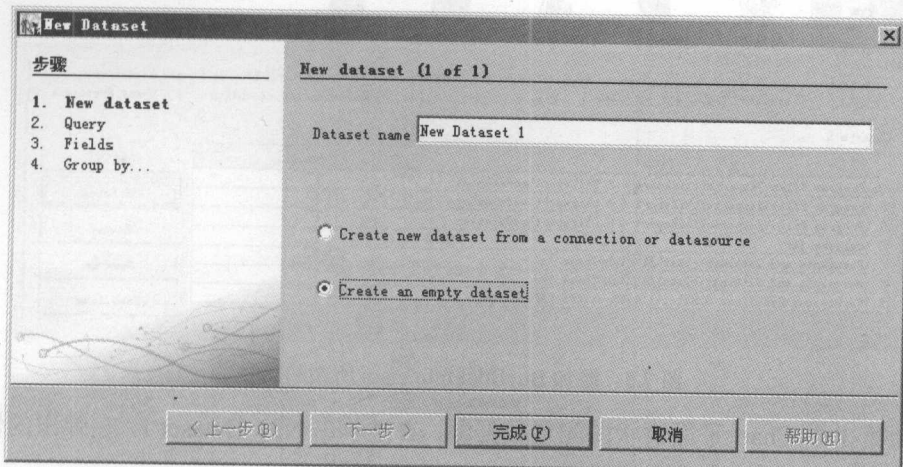 New Dataset
步骤
1. New dataset
2. Query
3. Fields
4. Group by...
New dataset (1 of 1)
Dataset name New Dataset 1
Create new dataset from a connection or datasource
Create an empty dataset
<上一步(B) 下一步 > 完成(F) 取消 帮助(H)